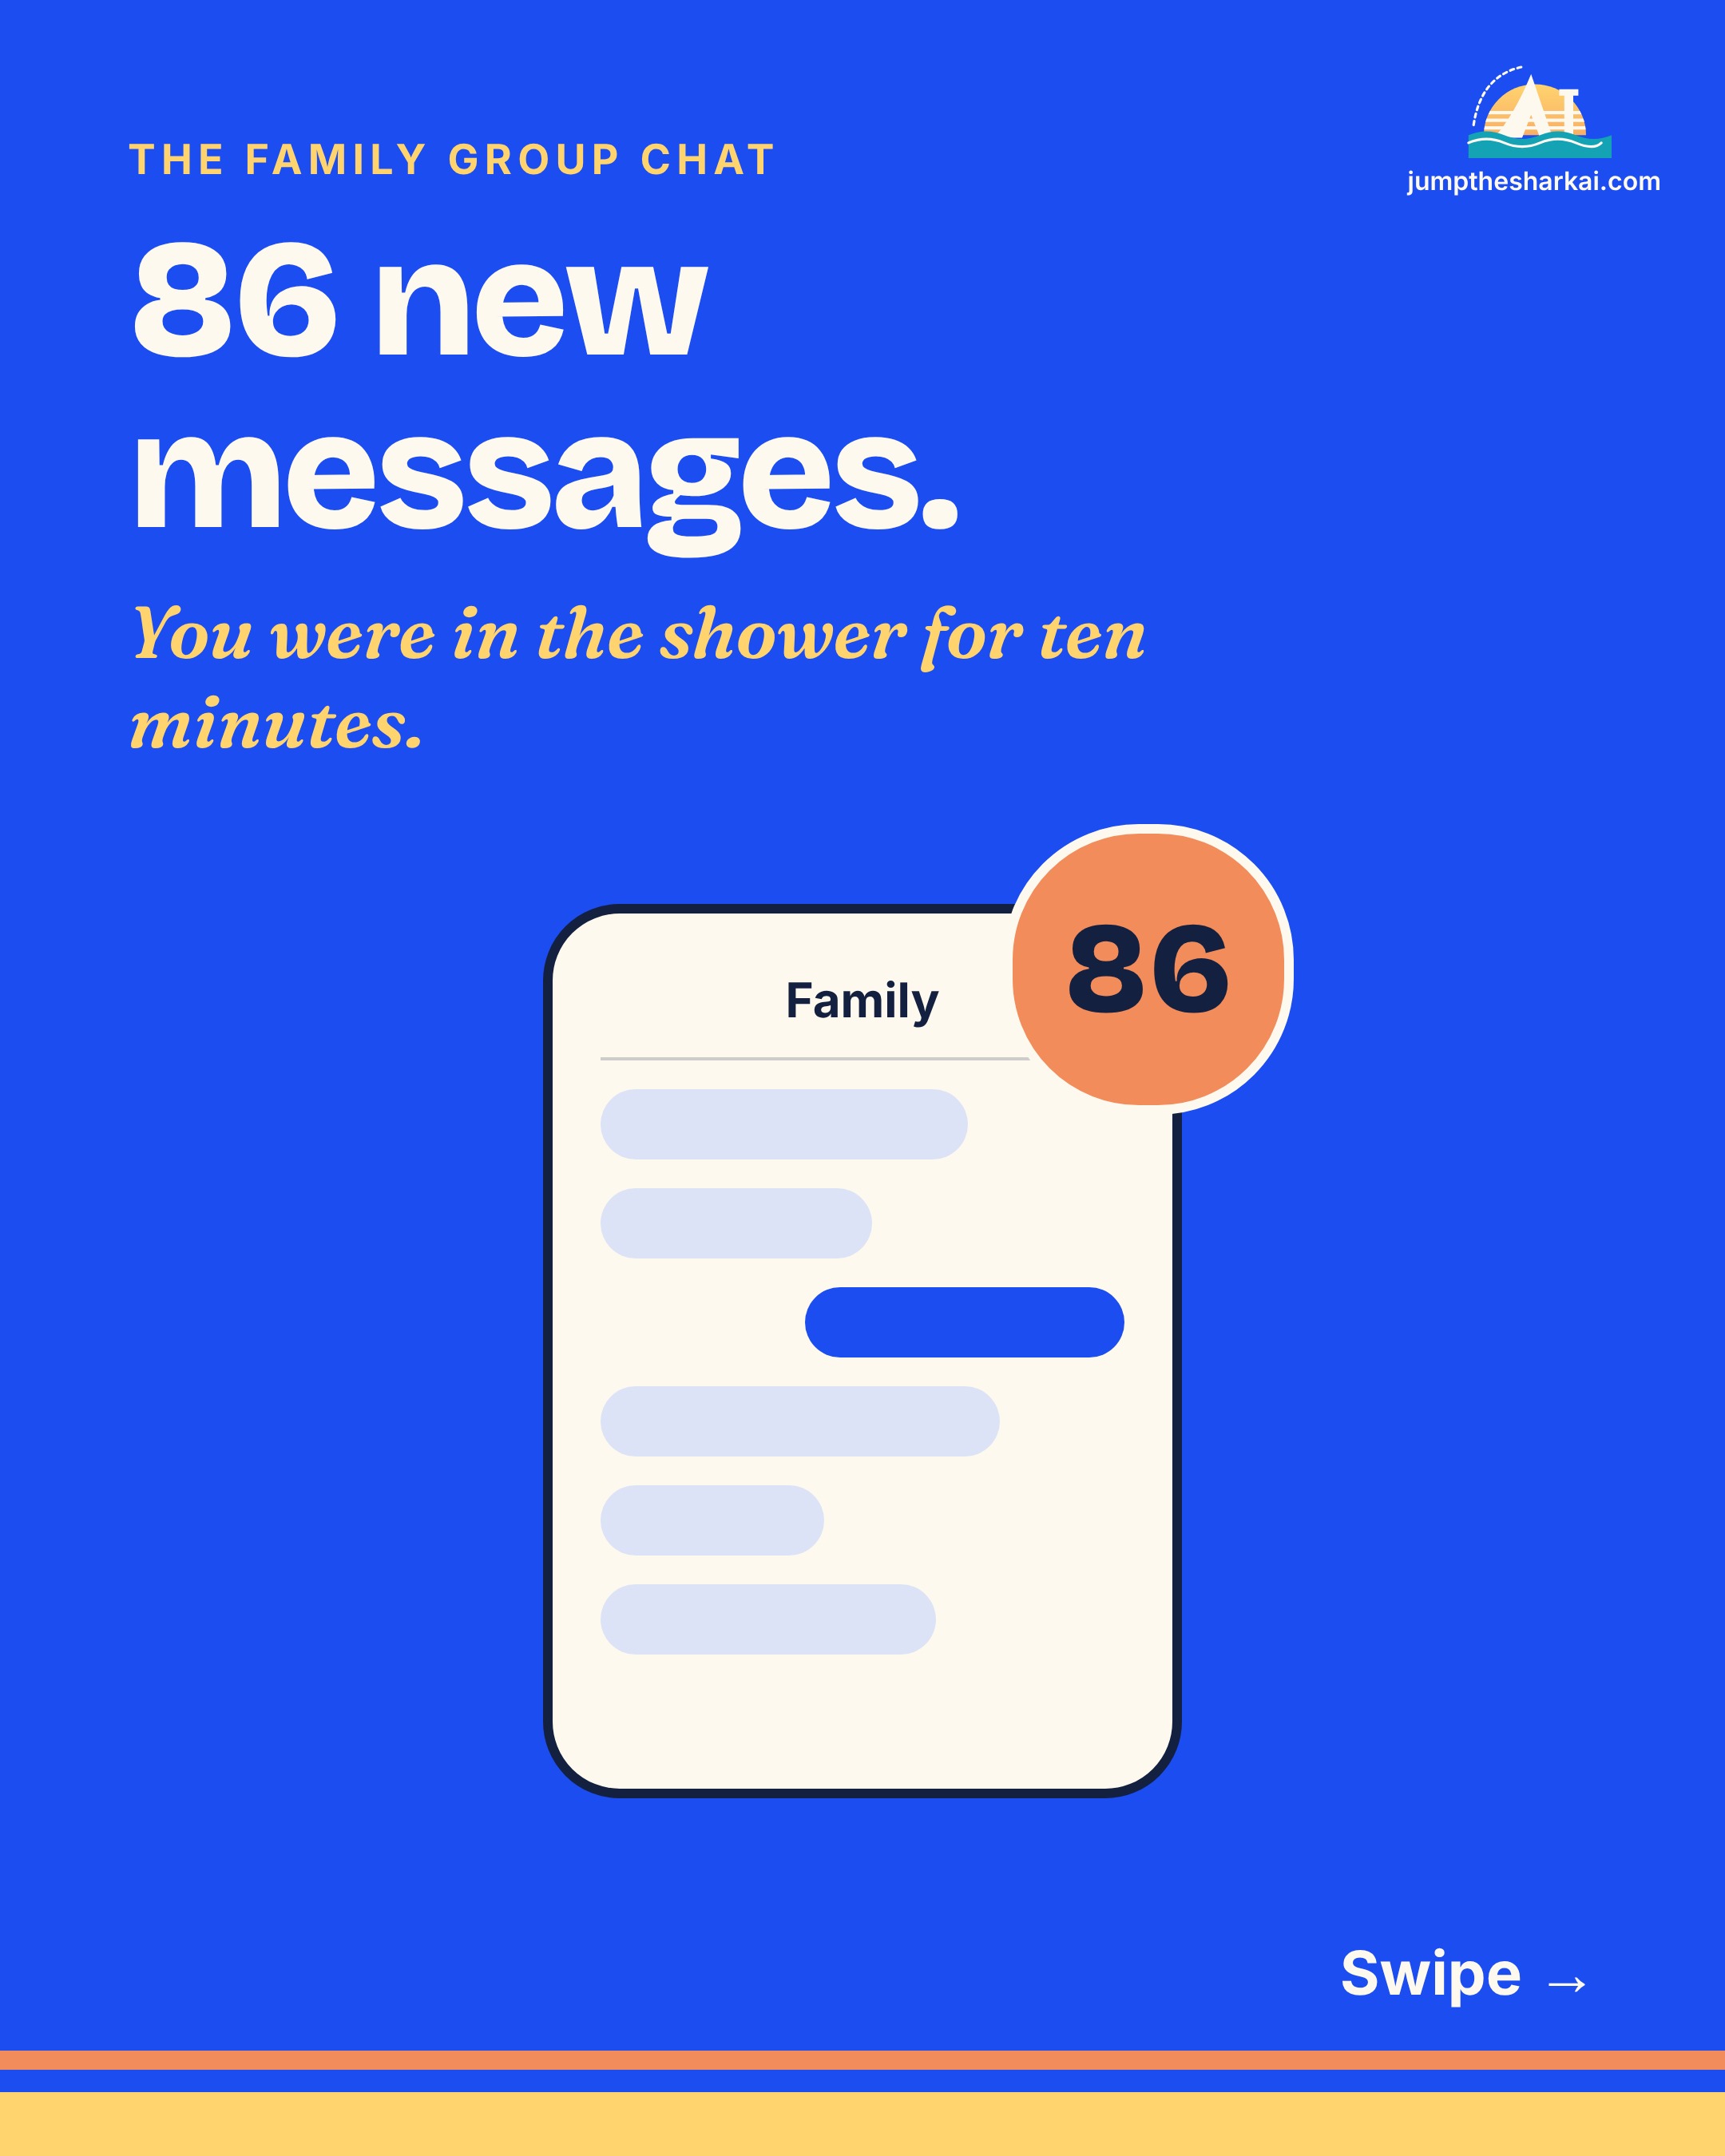 THE FAMILY GROUP CHAT
AI
jumpthesharkai.com
86 new
messages.
You were in the shower for ten
minutes.
86
Family
Swipe →